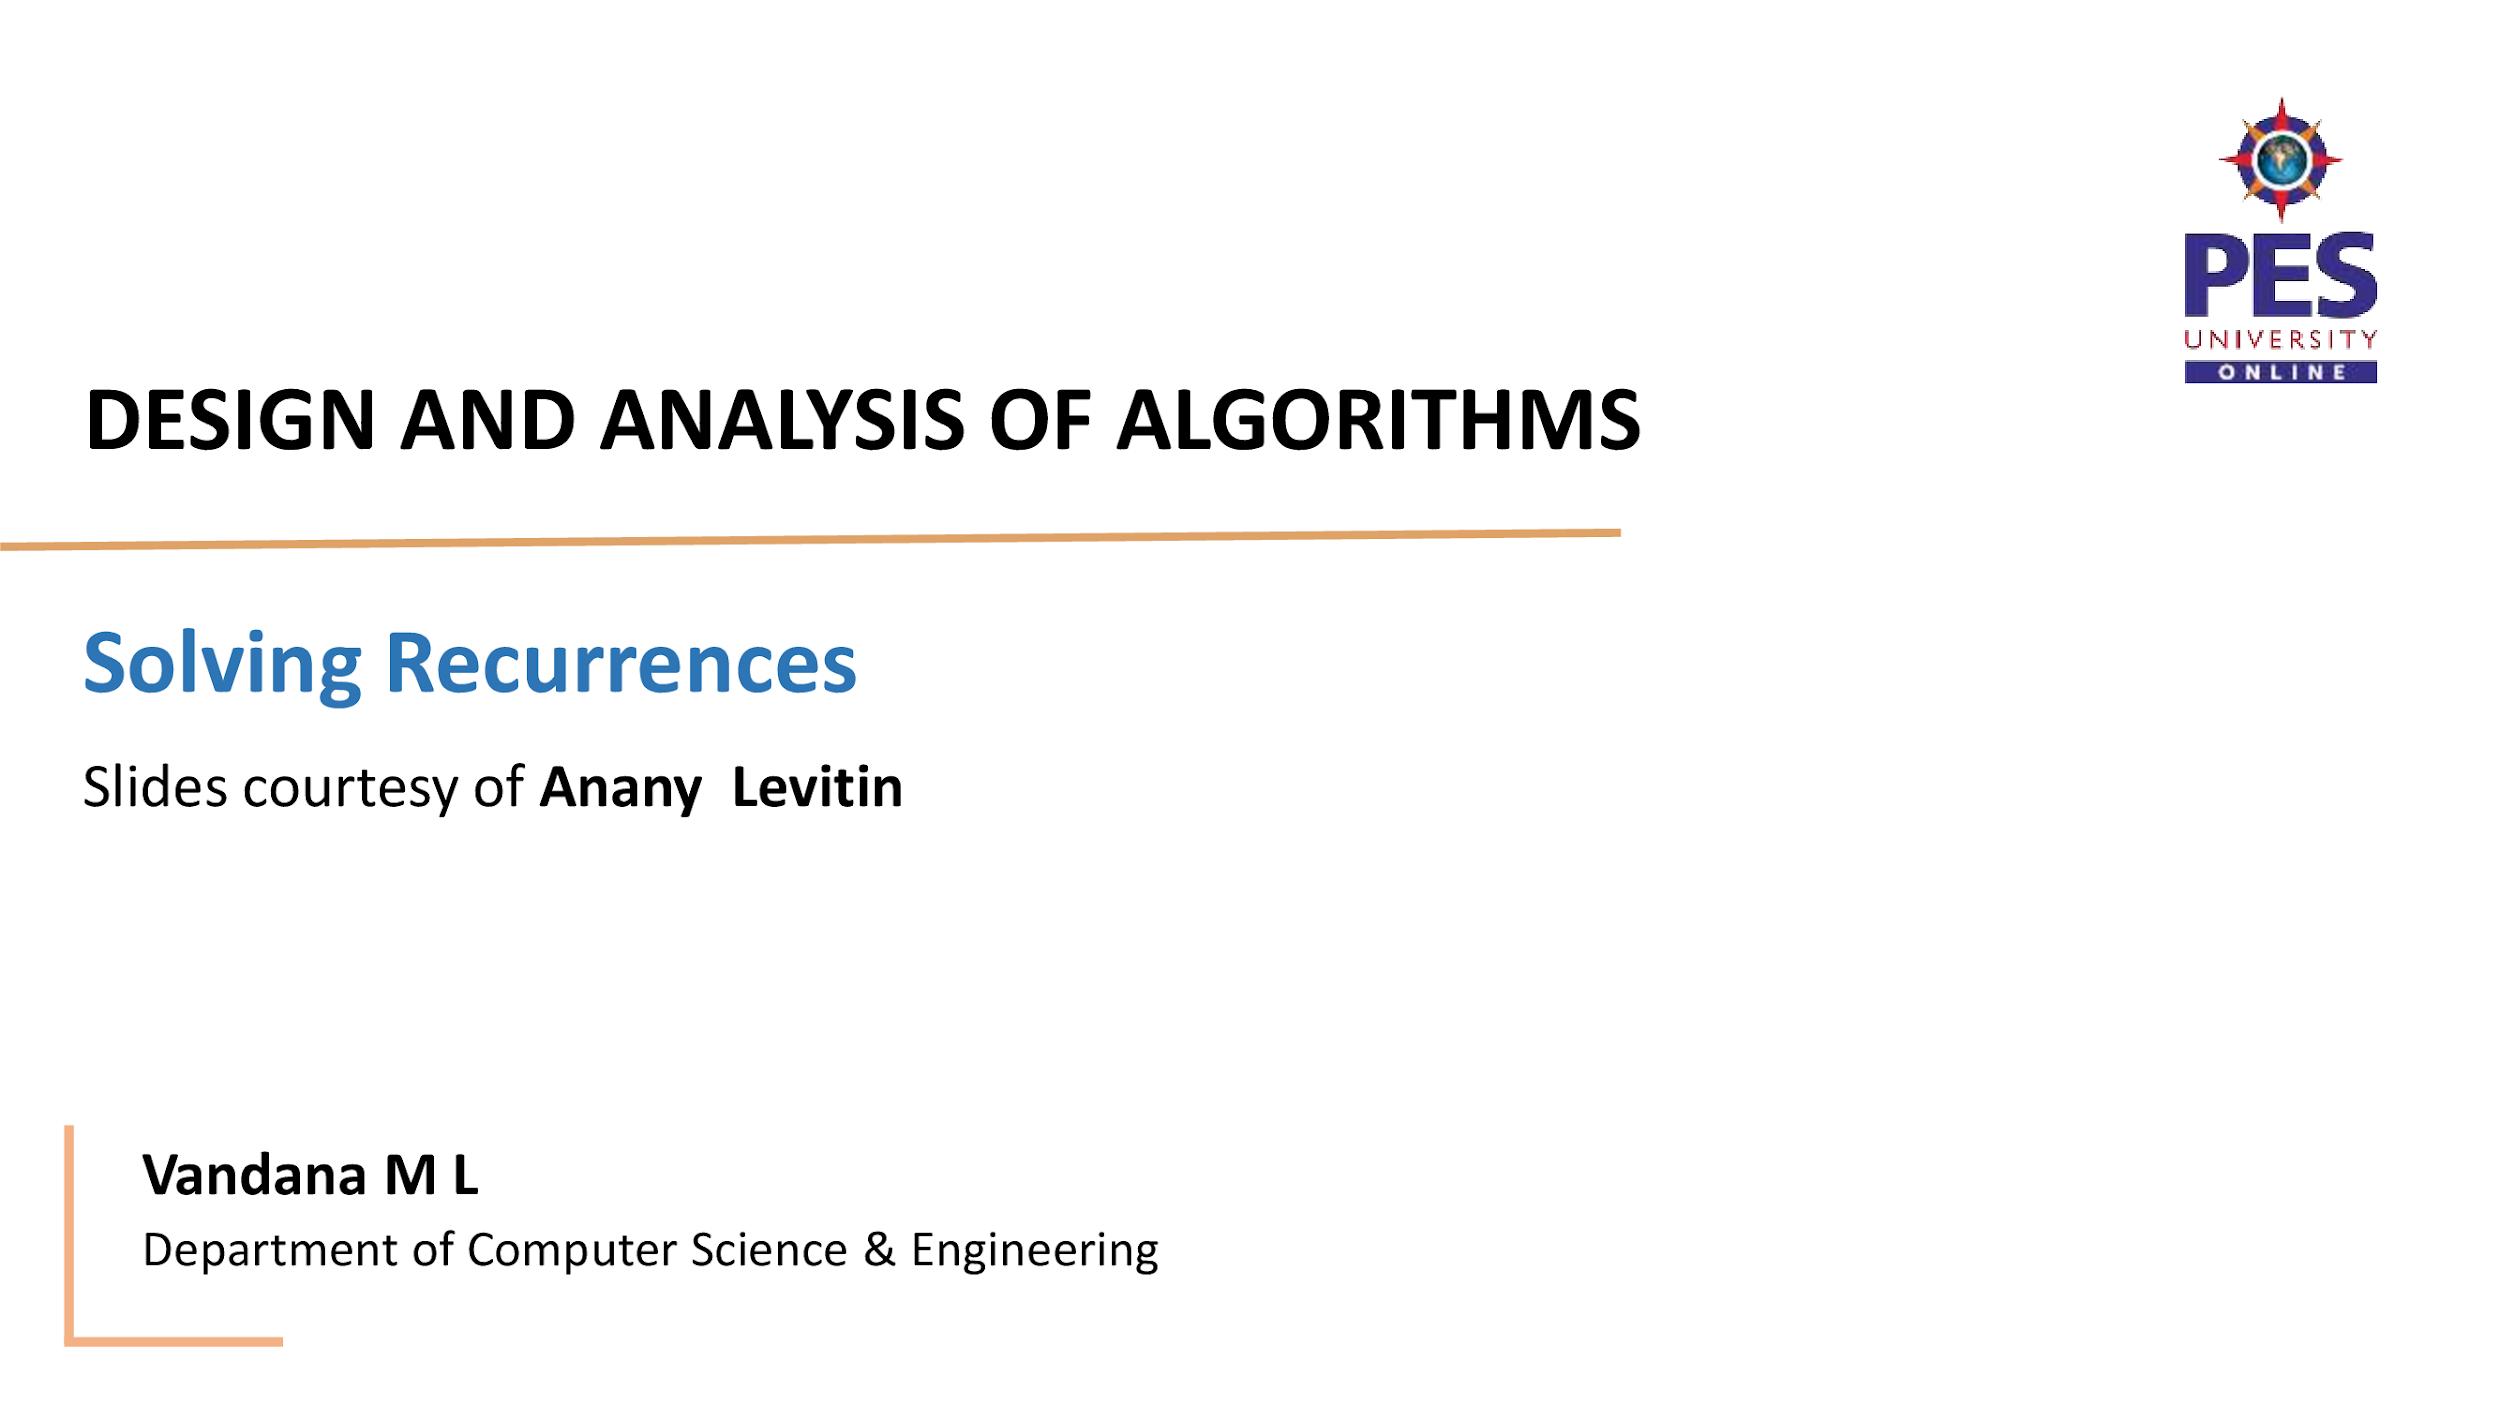 PES
UNIVERSITY
ONLINE
DESIGN AND ANALYSIS OF ALGORITHMS
Solving Recurrences
Slides courtesy of Anany Levitin
Vandana M L
Department of Computer Science & Engineering